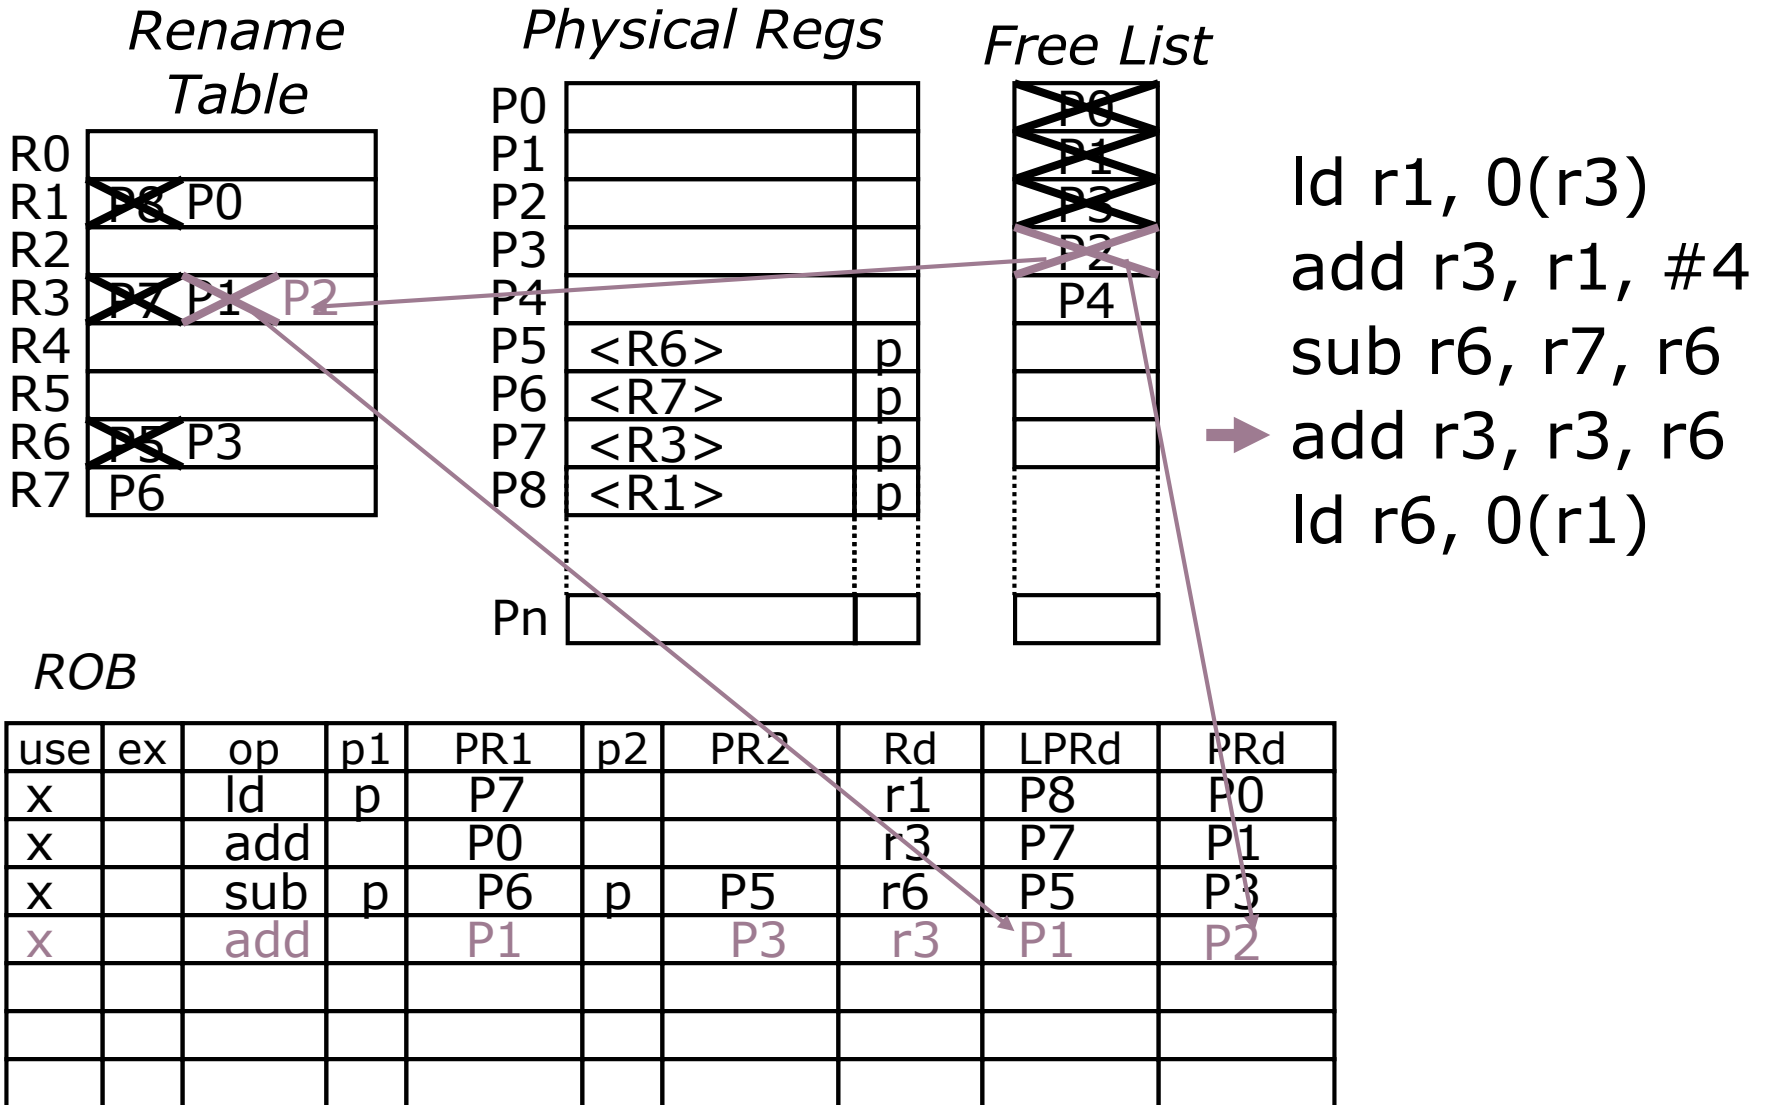 Rename
Table
Physical Regs
Free List
R0
R1 P8 P0
R2
R3 P7 P1 P2
R4
R5
R6 P5 P3
R7 P6
P0
P1
P2
P3
P4
P5 <R6> p
P6 <R7> p
P7 <R3> p
P8 <R1> p
Pn
P0
P1
P3
P2
P4
ld r1, 0(r3)
add r3, r1, #4
sub r6, r7, r6
add r3, r3, r6
ld r6, 0(r1)
ROB
use ex op p1 PR1 p2 PR2 Rd LPRd PRd
x ld p P7 r1 P8 P0
x add P0 r3 P7 P1
x sub p P6 p P5 r6 P5 P3
x add P1 P3 r3 P1 P2